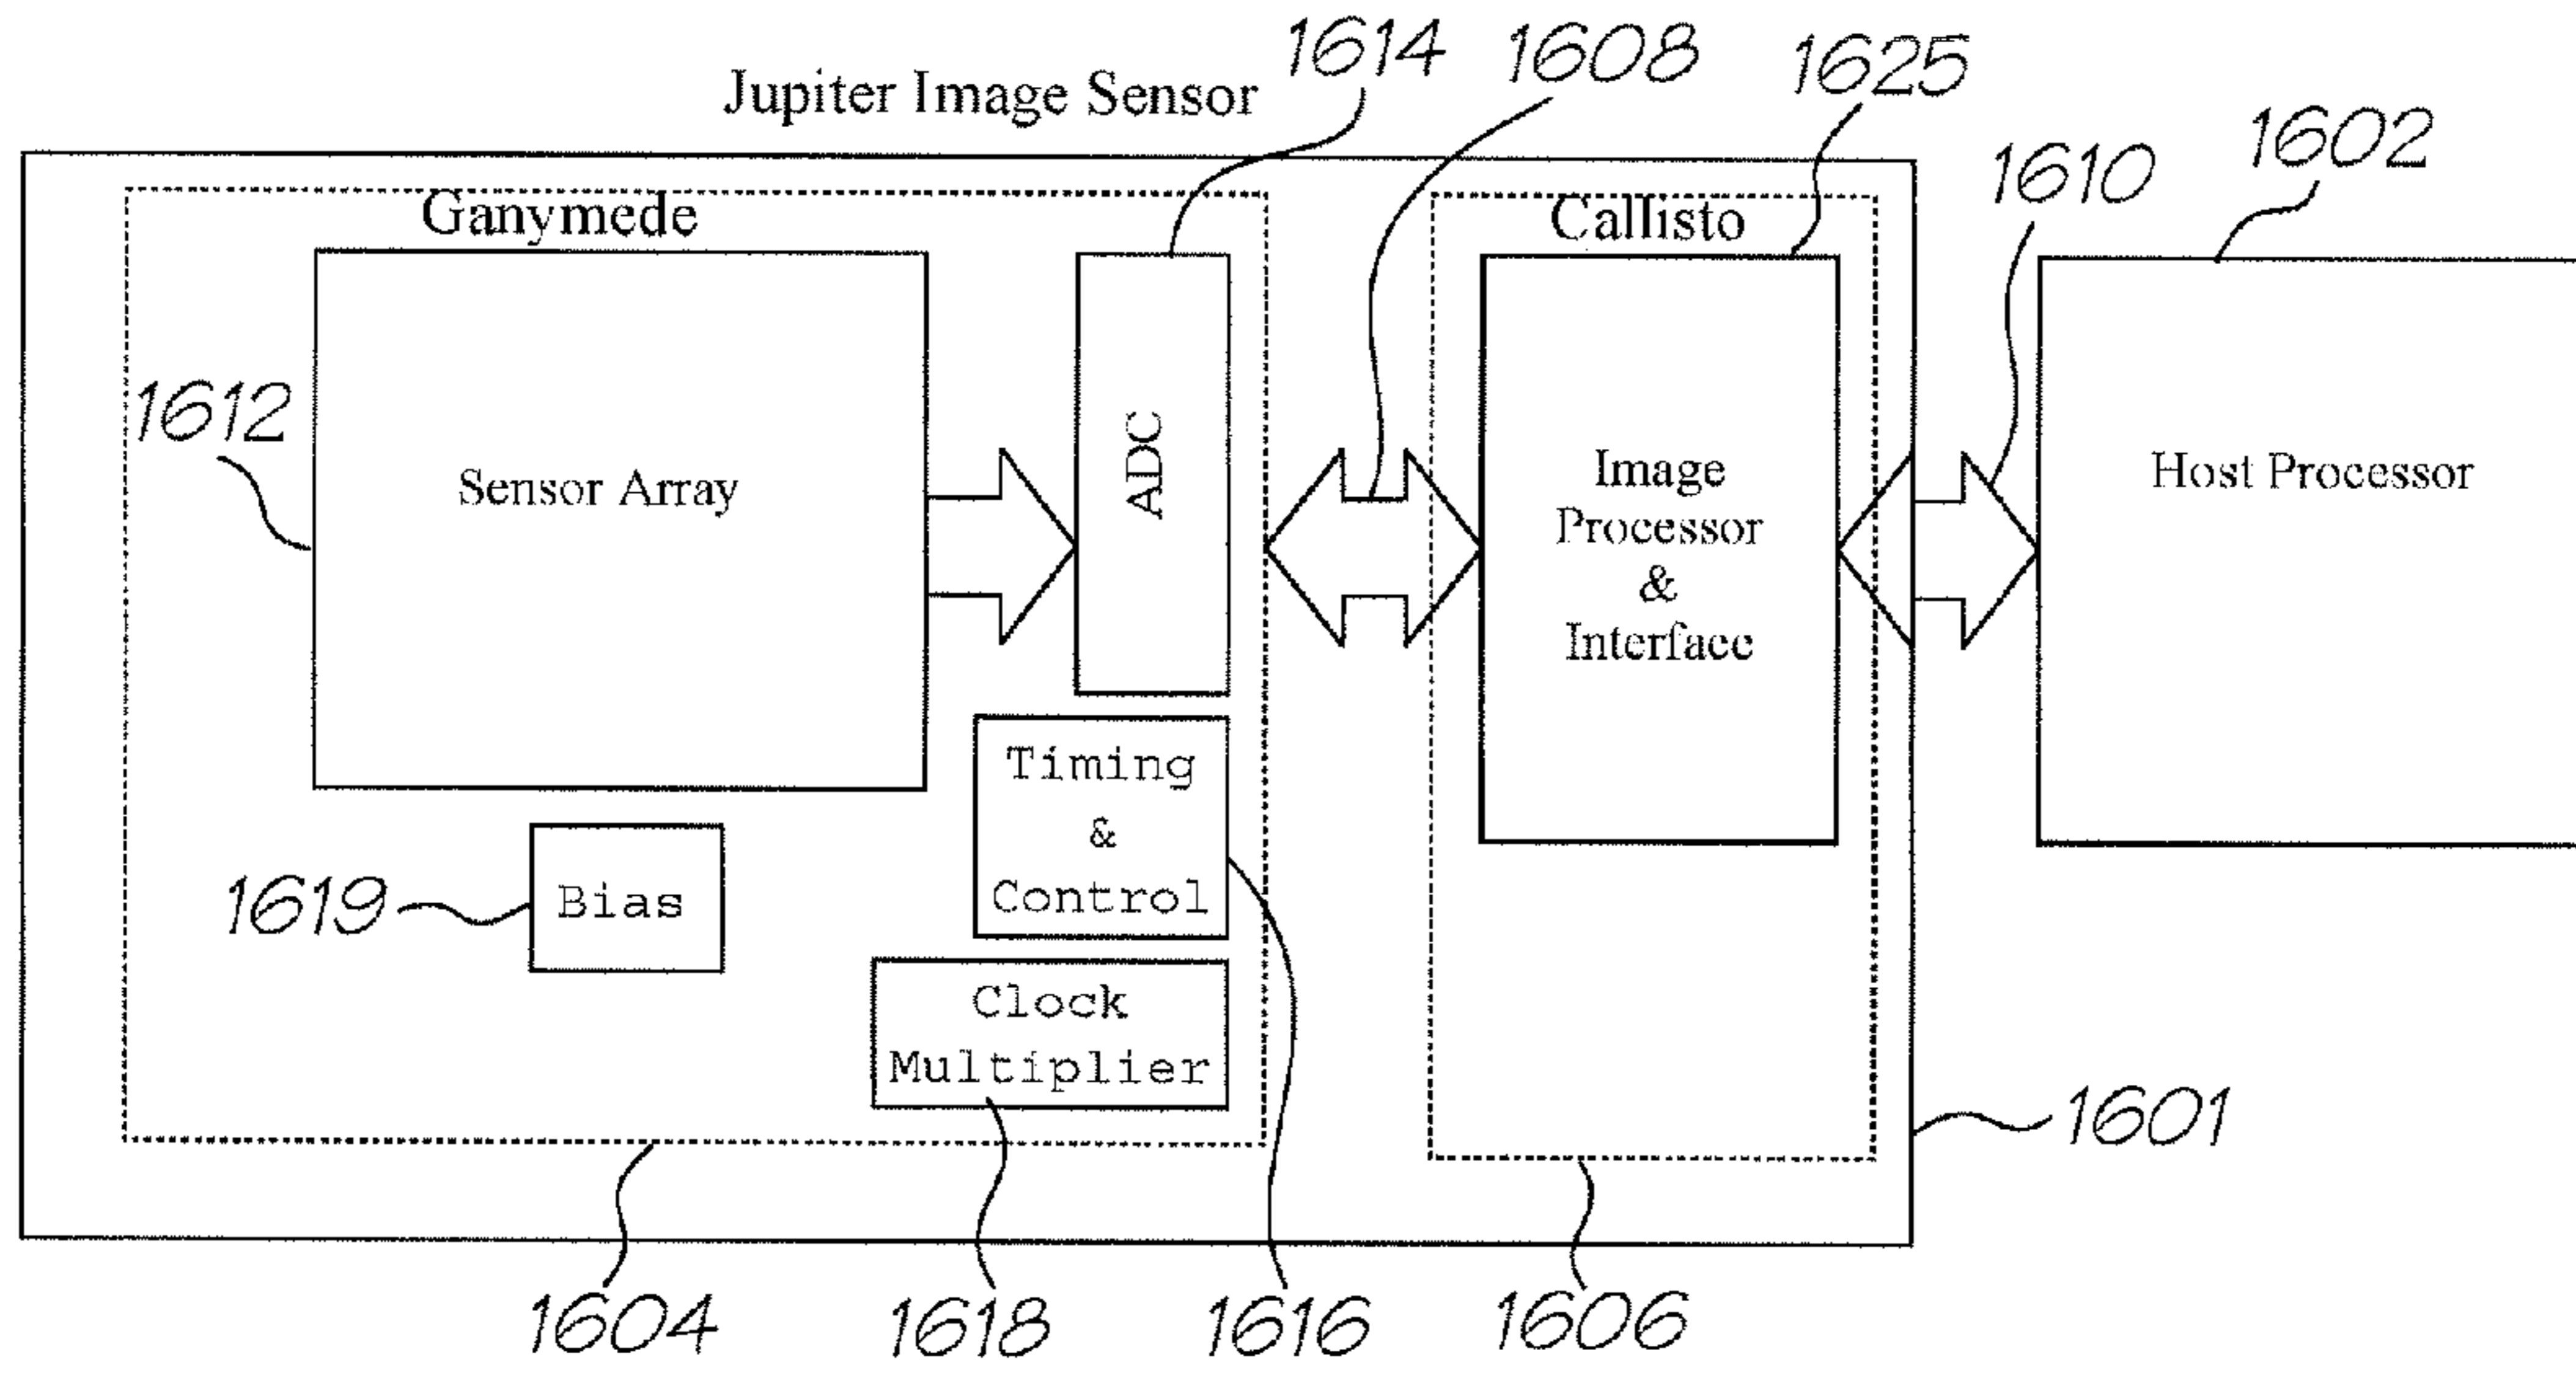 1614
1608
1625
Jupiter Image Sensor
1602
1610
Ganymede
Callisto
1612
ADC
Sensor Array
Image
Processor
&
Interface
Host Processor
Timing
&
Control
1619
Bias
Clock
Multiplier
1601
1604
1618
1616
1606